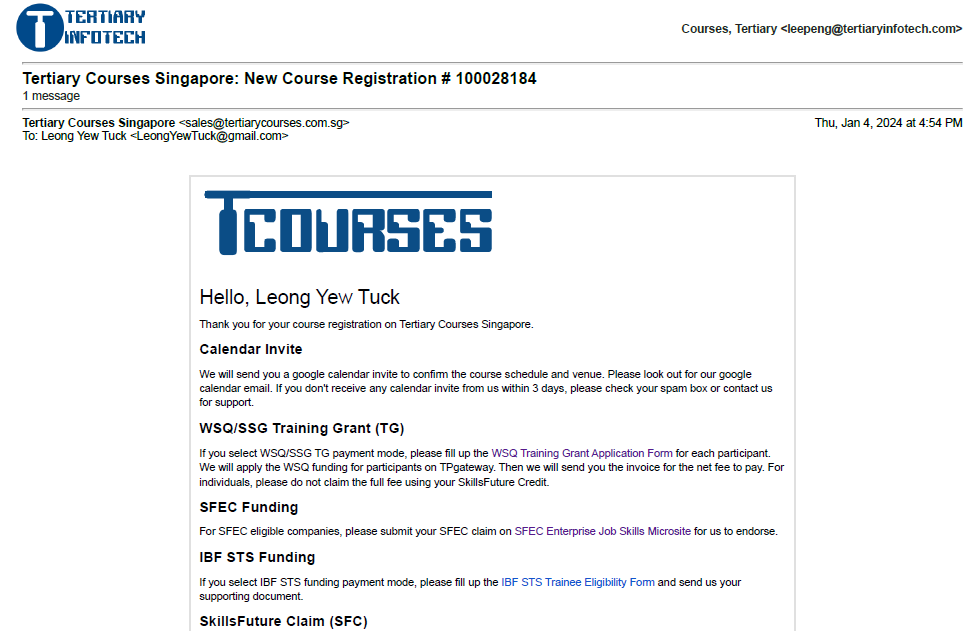 TERTIARY
INFOTECH
Courses, Tertiary <leepeng@tertiaryinfotech.com>
Tertiary Courses Singapore: New Course Registration # 100028184
1 message
Tertiary Courses Singapore <sales@tertiarycourses.com.sg>
Thu, Jan 4, 2024 at 4:54 PM
To: Leong Yew Tuck <LeongYewTuck@gmail.com>
TCOURSES
Hello, Leong Yew Tuck
Thank you for your course registration on Tertiary Courses Singapore.
Calendar Invite
We will send you a google calendar invite to confirm the course schedule and venue. Please look out for our google
calendar email. If you don't receive any calendar invite from us within 3 days, please check your spam box or contact us
for support.
WSQ/SSG Training Grant (TG)
If you select WSQ/SSG TG payment mode, please fill up the WSQ Training Grant Application Form for each participant.
We will apply the WSQ funding for participants on TPgateway. Then we will send you the invoice for the net fee to pay. For
individuals, please do not claim the full fee using your SkillsFuture Credit.
SFEC Funding
For SFEC eligible companies, please submit your SFEC claim on SFEC Enterprise Job Skills Microsite for us to endorse.
IBF STS Funding
If you select IBF STS funding payment mode, please fill up the IBF STS Trainee Eligibility Form and send us your
supporting document.
SkillsFuture Claim (SFC)